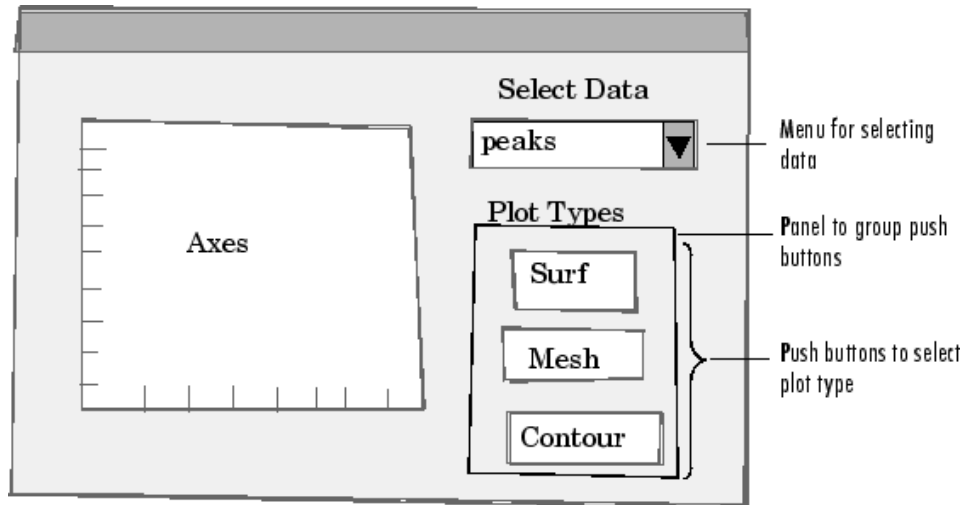 Select Data
peaks
Menu for selecting
data
Plot Types
Panel to group push
buttons
Axes
Surf
Mesh
Push buttons to select
plot type
Contour